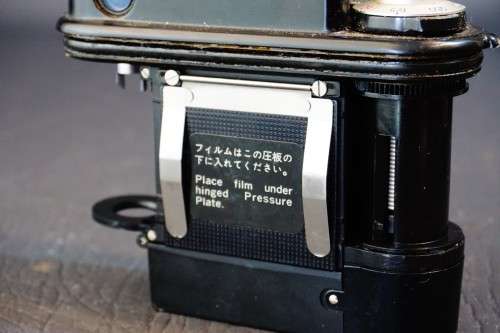 フィルムはこの圧板の
下に入れてください。
Place film under
hinged Pressure
Plate.